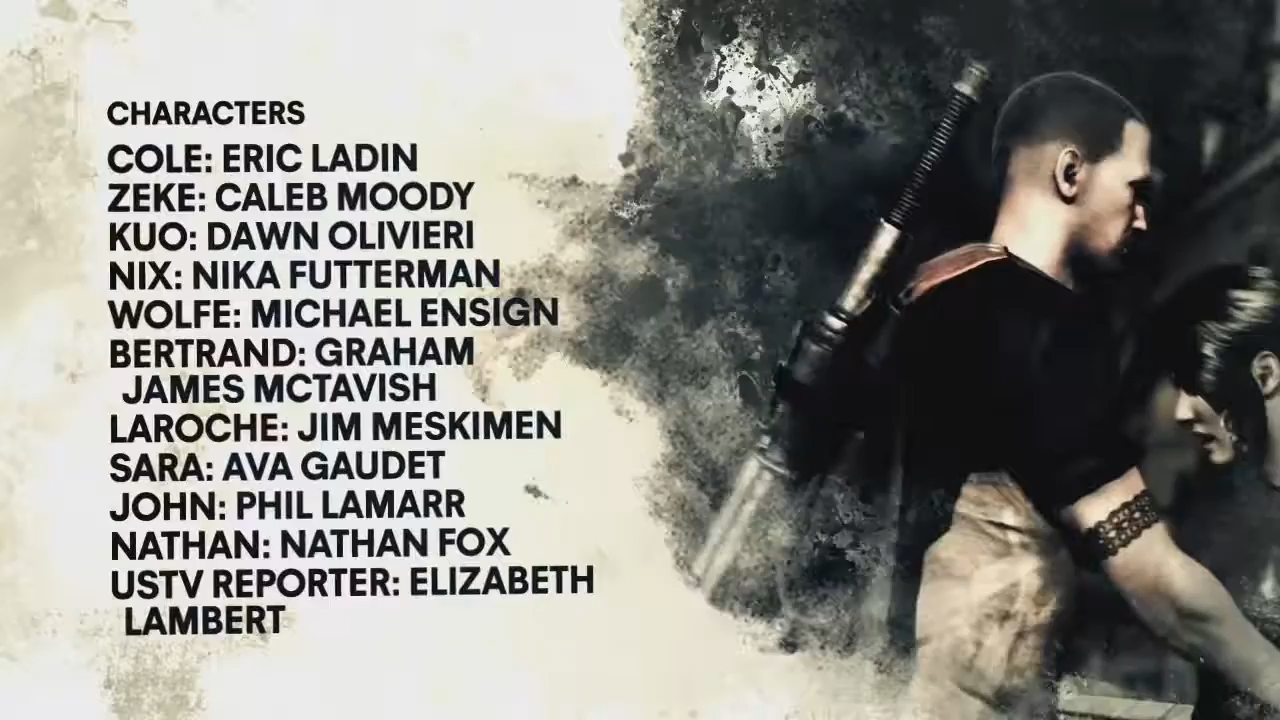 CHARACTERS
COLE: ERIC LADIN
ZEKE: CALEB MOODY
KUO: DAWN OLIVIERI
NIX: NIKA FUTTERMAN
WOLFE: MICHAEL ENSIGN
BERTRAND: GRAHAM
JAMES MCTAVISH
LAROCHE: JIM MESKIMEN
SARA: AVA GAUDET
JOHN: PHIL LAMARR
NATHAN: NATHAN FOX
USTV REPORTER: ELIZABETH
LAMBERT